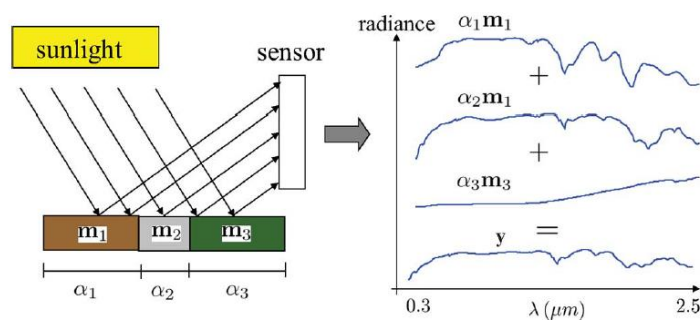 sunlight
sensor
m₁
m₂
m₃
α₁
α₂
α₃
radiance
α₁m₁
+
α₂m₁
+
α₃m₃
y
=
0.3
λ (μm)
2.5